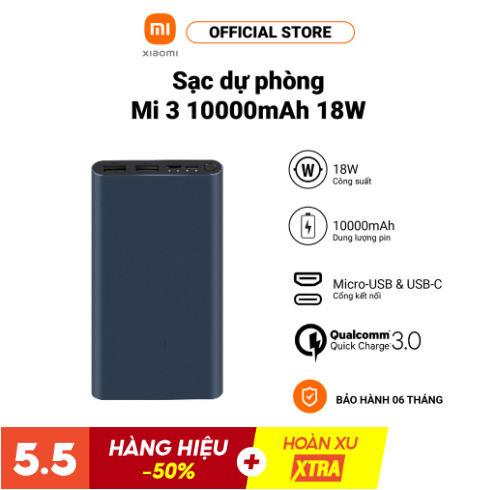 mi
xiaomi
OFFICIAL STORE
Sạc dự phòng
Mi 3 10000mAh 18W
W
18W
Công suất
10000mAh
Dung lượng pin
Micro-USB & USB-C
Cổng kết nối
Qualcomm
Quick Charge 3.0
BẢO HÀNH 06 THÁNG
5.5
HÀNG HIỆU
-50%
+
HOÀN XU
XTRA